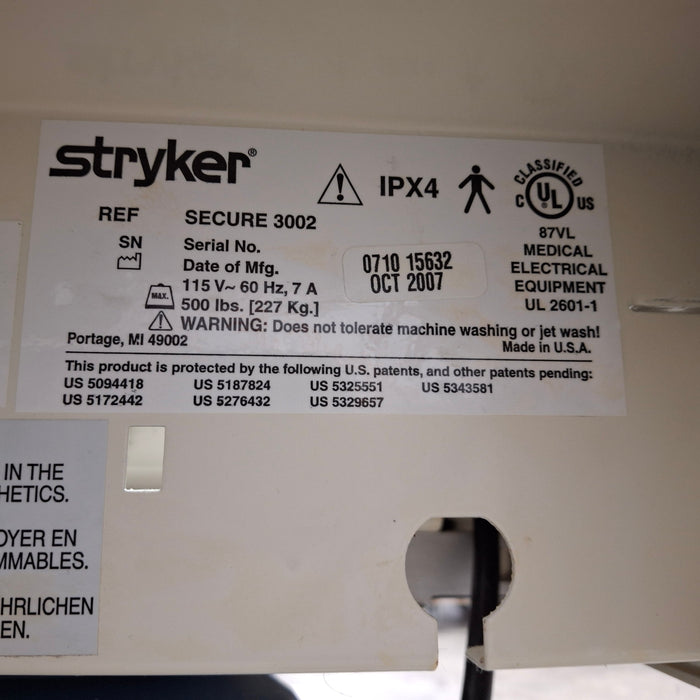 stryker®
IPX4
CLASSIFIED
C UL US
REF SECURE 3002
SN Serial No. 0710 15632
Date of Mfg. OCT 2007
115 V~ 60 Hz, 7 A
MAX. 500 lbs. [227 Kg.]
87VL
MEDICAL
ELECTRICAL
EQUIPMENT
UL 2601-1
WARNING: Does not tolerate machine washing or jet wash!
Portage, MI 49002 Made in U.S.A.
This product is protected by the following U.S. patents, and other patents pending:
US 5094418 US 5187824 US 5325551 US 5343581
US 5172442 US 5276432 US 5329657
IN THE
HETICS.
OYER EN
MMABLES.
HRLICHEN
EN.